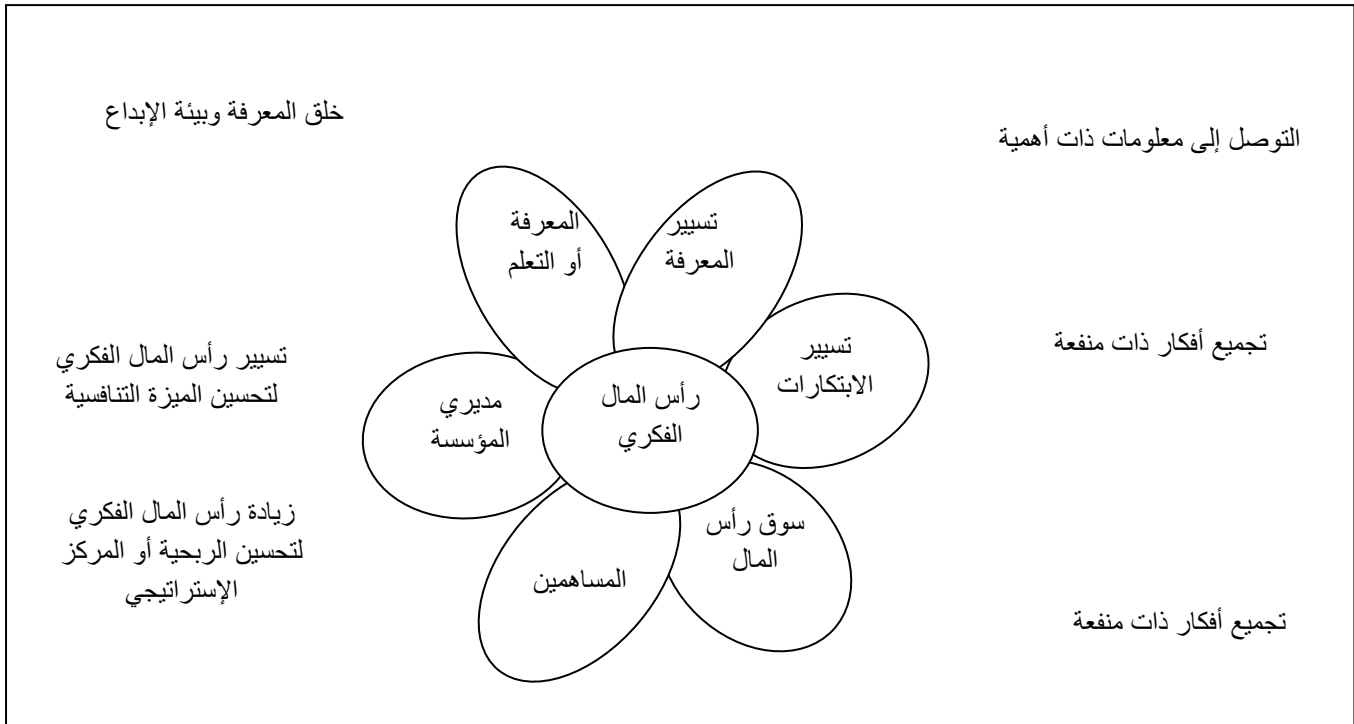 خلق المعرفة وبيئة الإبداع
التوصل إلى معلومات ذات أهمية
المعرفة
أو التعلم
تسيير
المعرفة
تسيير رأس المال الفكري
لتحسين الميزة التنافسية
مديري
المؤسسة
رأس المال
الفكري
تسيير
الابتكارات
تجميع أفكار ذات منفعة
زيادة رأس المال الفكري
لتحسين الربحية أو المركز
الإستراتيجي
المساهمين
سوق رأس
المال
تجميع أفكار ذات منفعة